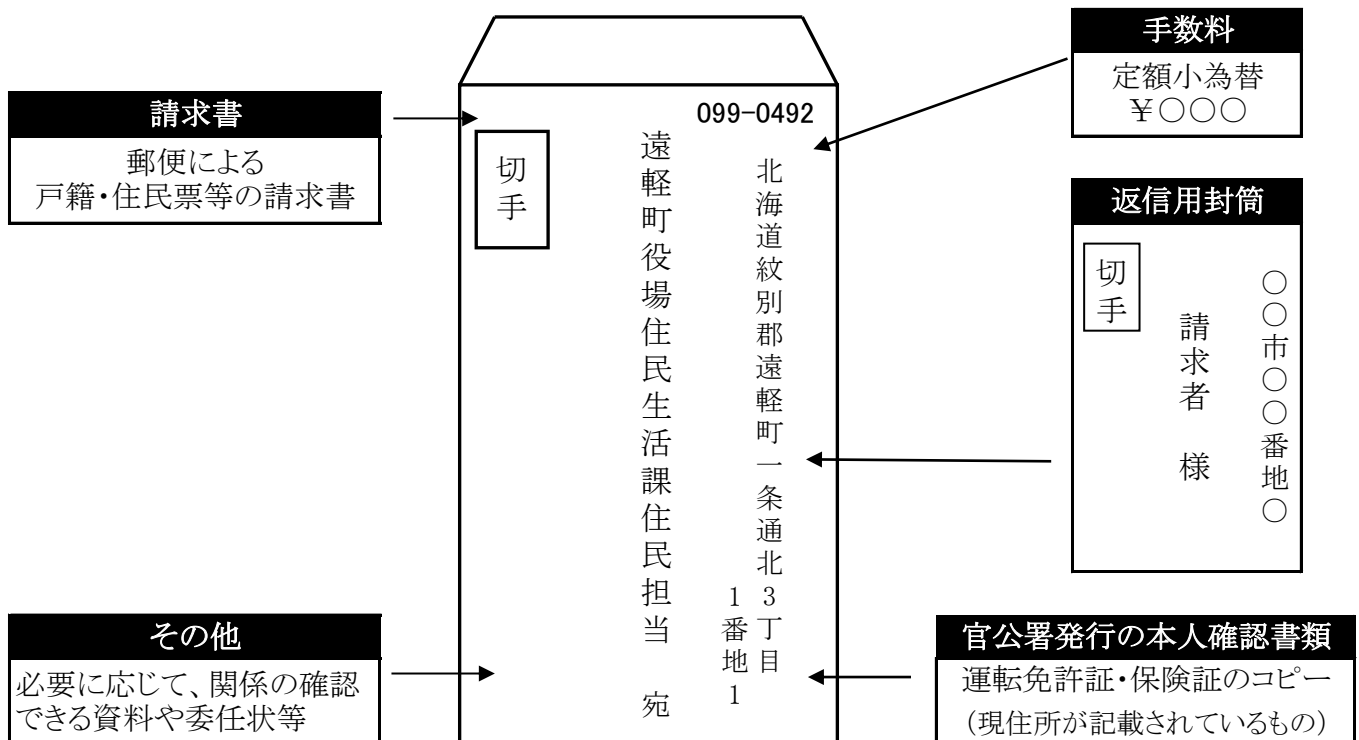 請求書
郵便による
戸籍・住民票等の請求書
その他
必要に応じて、関係の確認
できる資料や委任状等
099-0492
北海道紋別郡遠軽町一条通北3丁目
1番地1
遠軽町役場住民生活課住民担当 宛
切手
手数料
定額小為替
￥○○○
返信用封筒
○○市○○番地○
請求者 様
切手
官公署発行の本人確認書類
運転免許証・保険証のコピー
（現住所が記載されているもの）